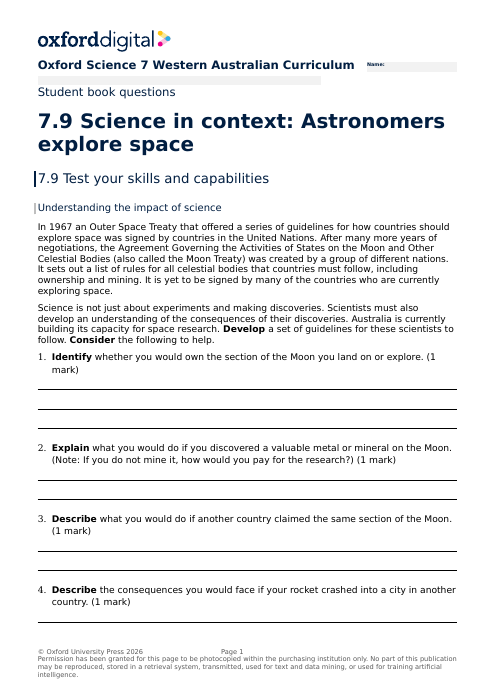 oxforddigital
Oxford Science 7 Western Australian Curriculum
Name:
Student book questions
7.9 Science in context: Astronomers
explore space
7.9 Test your skills and capabilities
Understanding the impact of science
In 1967 an Outer Space Treaty that offered a series of guidelines for how countries should
explore space was signed by countries in the United Nations. After many more years of
negotiations, the Agreement Governing the Activities of States on the Moon and Other
Celestial Bodies (also called the Moon Treaty) was created by a group of different nations.
It sets out a list of rules for all celestial bodies that countries must follow, including
ownership and mining. It is yet to be signed by many of the countries who are currently
exploring space.
Science is not just about experiments and making discoveries. Scientists must also
develop an understanding of the consequences of their discoveries. Australia is currently
building its capacity for space research. Develop a set of guidelines for these scientists to
follow. Consider the following to help.
1. Identify whether you would own the section of the Moon you land on or explore. (1
mark)
2. Explain what you would do if you discovered a valuable metal or mineral on the Moon.
(Note: If you do not mine it, how would you pay for the research?) (1 mark)
3. Describe what you would do if another country claimed the same section of the Moon.
(1 mark)
4. Describe the consequences you would face if your rocket crashed into a city in another
country. (1 mark)
© Oxford University Press 2026 Page 1
Permission has been granted for this page to be photocopied within the purchasing institution only. No part of this publication
may be reproduced, stored in a retrieval system, transmitted, used for text and data mining, or used for training artificial
intelligence.